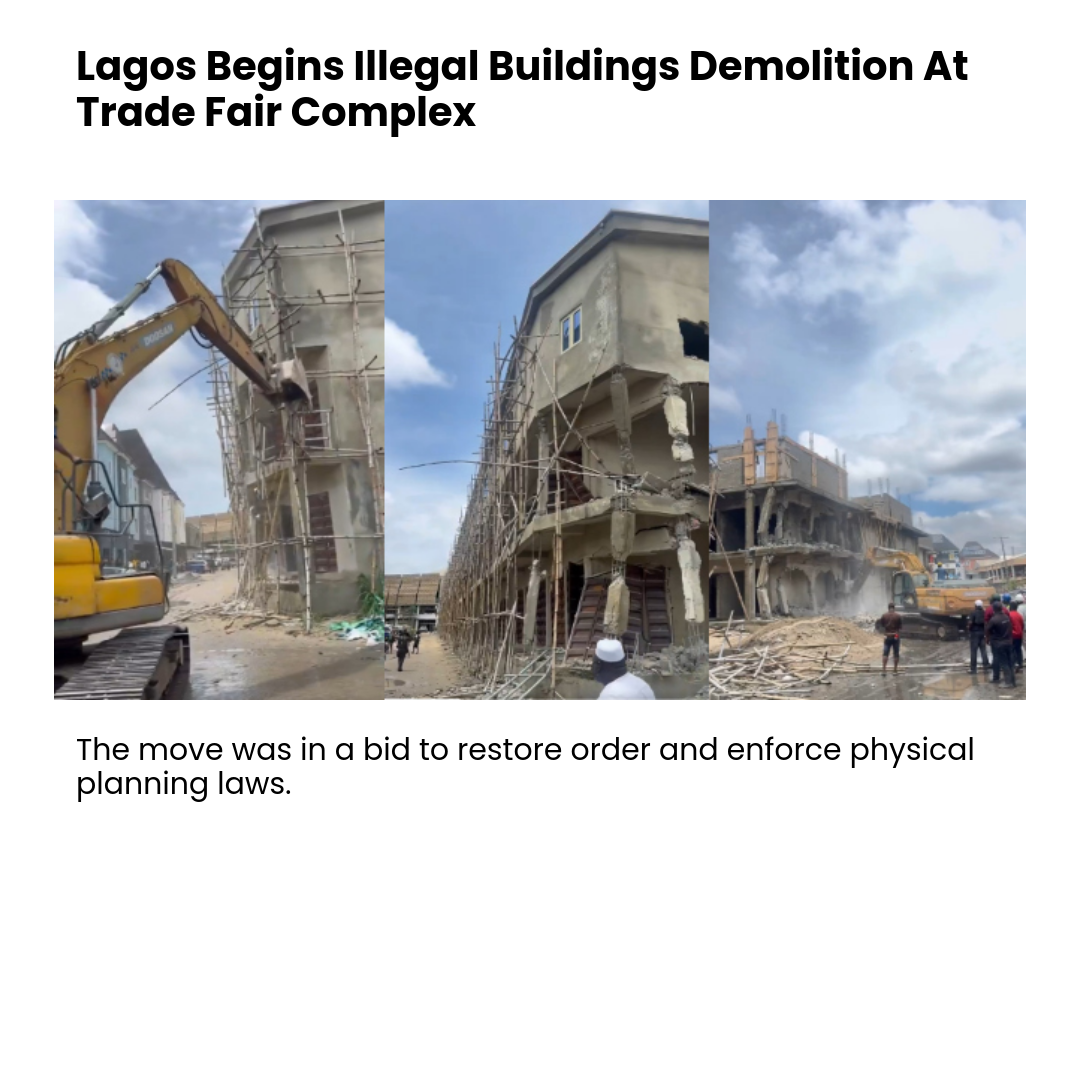 Lagos Begins Illegal Buildings Demolition At
Trade Fair Complex
DOOSAN
The move was in a bid to restore order and enforce physical
planning laws.